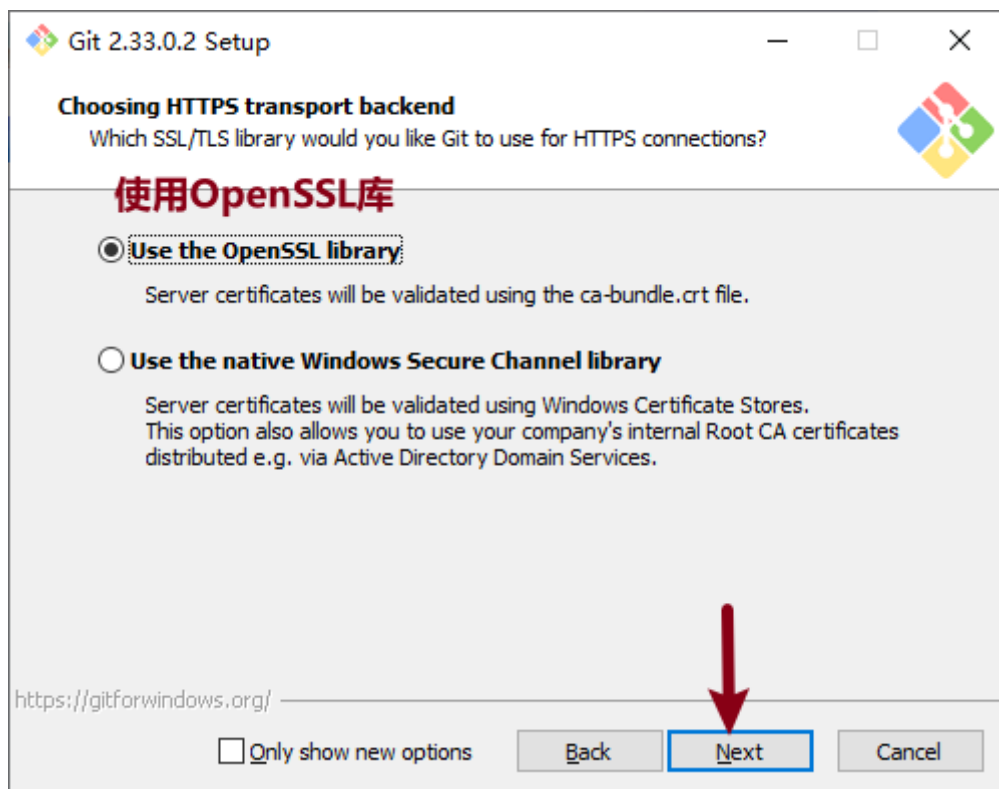 Git 2.33.0.2 Setup
Choosing HTTPS transport backend
Which SSL/TLS library would you like Git to use for HTTPS connections?
使用OpenSSL库
Use the OpenSSL library
Server certificates will be validated using the ca-bundle.crt file.
Use the native Windows Secure Channel library
Server certificates will be validated using Windows Certificate Stores.
This option also allows you to use your company's internal Root CA certificates
distributed e.g. via Active Directory Domain Services.
https://gitforwindows.org/
Only show new options
Back
Next
Cancel